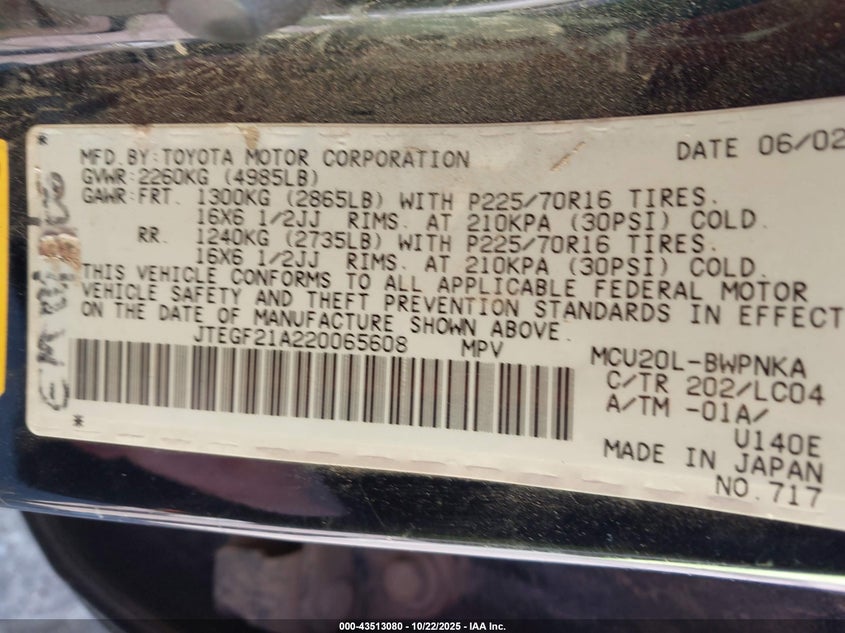 MFD.BY:TOYOTA MOTOR CORPORATION DATE 06/02
GVWR:2260KG (4985LB)
GAWR:FRT. 1300KG (2865LB) WITH P225/70R16 TIRES.
16X6 1/2JJ RIMS. AT 210KPA (30PSI) COLD.
RR. 1240KG (2735LB) WITH P225/70R16 TIRES.
16X6 1/2JJ RIMS. AT 210KPA (30PSI) COLD.
THIS VEHICLE CONFORMS TO ALL APPLICABLE FEDERAL MOTOR
VEHICLE SAFETY AND THEFT PREVENTION STANDARDS IN EFFECT
ON THE DATE OF MANUFACTURE SHOWN ABOVE.
JTEGF21A220065608 MPV
MCU20L-BWPNKA
C/TR 202/LC04
A/TM -01A/
U140E
MADE IN JAPAN
NO.717
000-43513080 - 10/22/2025 - IAA Inc.